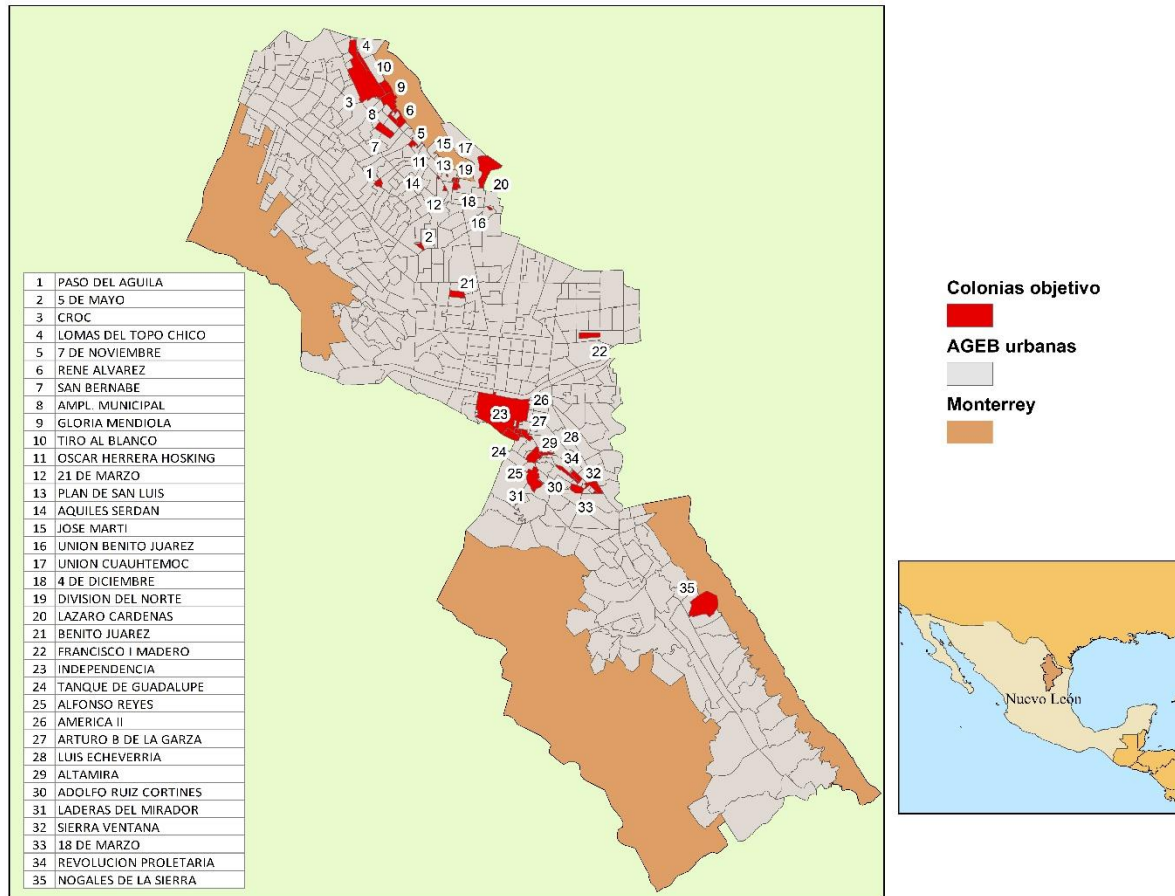 4
10
9
3
6
8
5
15
17
7
11
13
19
1
14
20
12
18
16
2
21
22
26
23
27
28
29
24
34
25
32
30
31
33
35
1 PASO DEL AGUILA
2 5 DE MAYO
3 CROC
4 LOMAS DEL TOPO CHICO
5 7 DE NOVIEMBRE
6 RENE ALVAREZ
7 SAN BERNABE
8 AMPL. MUNICIPAL
9 GLORIA MENDIOLA
10 TIRO AL BLANCO
11 OSCAR HERRERA HOSKING
12 21 DE MARZO
13 PLAN DE SAN LUIS
14 AQUILES SERDAN
15 JOSE MARTI
16 UNION BENITO JUAREZ
17 UNION CUAUHTEMOC
18 4 DE DICIEMBRE
19 DIVISION DEL NORTE
20 LAZARO CARDENAS
21 BENITO JUAREZ
22 FRANCISCO I MADERO
23 INDEPENDENCIA
24 TANQUE DE GUADALUPE
25 ALFONSO REYES
26 AMERICA II
27 ARTURO B DE LA GARZA
28 LUIS ECHEVERRIA
29 ALTAMIRA
30 ADOLFO RUIZ CORTINES
31 LADERAS DEL MIRADOR
32 SIERRA VENTANA
33 18 DE MARZO
34 REVOLUCION PROLETARIA
35 NOGALES DE LA SIERRA
Colonias objetivo
AGEB urbanas
Monterrey
Nuevo León